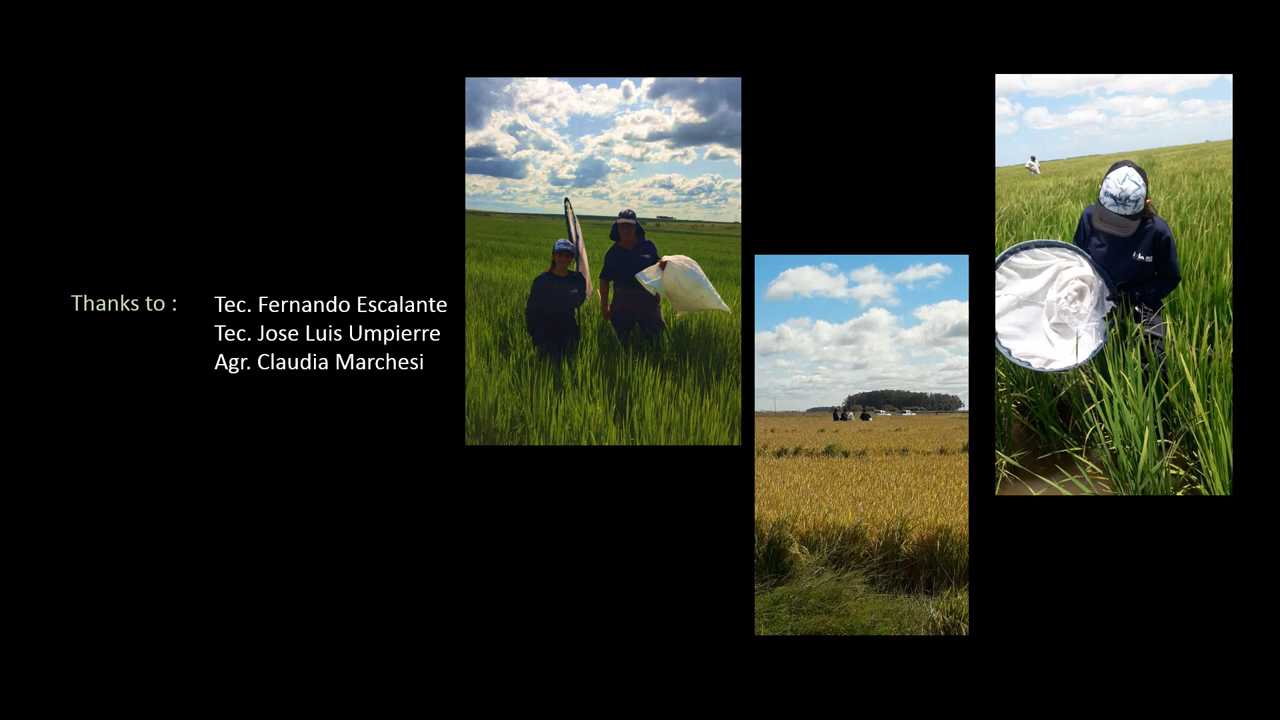 Thanks to :
Tec. Fernando Escalante
Tec. Jose Luis Umpierre
Agr. Claudia Marchesi